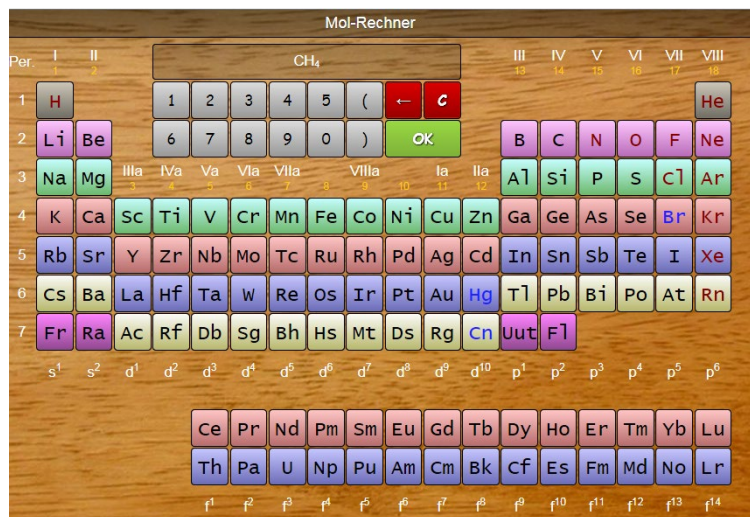 Mol-Rechner
Per. I II CH₄ III IV V VI VII VIII
1 2 13 14 15 16 17 18
1 H 1 2 3 4 5 ( ← C He
2 Li Be 6 7 8 9 0 ) OK B C N O F Ne
3 Na Mg IIIa IVa Va VIa VIIa VIIIa Ia IIa Al Si P S Cl Ar
3 4 5 6 7 8 9 10 11 12
4 K Ca Sc Ti V Cr Mn Fe Co Ni Cu Zn Ga Ge As Se Br Kr
5 Rb Sr Y Zr Nb Mo Tc Ru Rh Pd Ag Cd In Sn Sb Te I Xe
6 Cs Ba La Hf Ta W Re Os Ir Pt Au Hg Tl Pb Bi Po At Rn
7 Fr Ra Ac Rf Db Sg Bh Hs Mt Ds Rg Cn Uut Fl
s¹ s² d¹ d² d³ d⁴ d⁵ d⁶ d⁷ d⁸ d⁹ d¹⁰ p¹ p² p³ p⁴ p⁵ p⁶
Ce Pr Nd Pm Sm Eu Gd Tb Dy Ho Er Tm Yb Lu
Th Pa U Np Pu Am Cm Bk Cf Es Fm Md No Lr
f¹ f² f³ f⁴ f⁵ f⁶ f⁷ f⁸ f⁹ f¹⁰ f¹¹ f¹² f¹³ f¹⁴